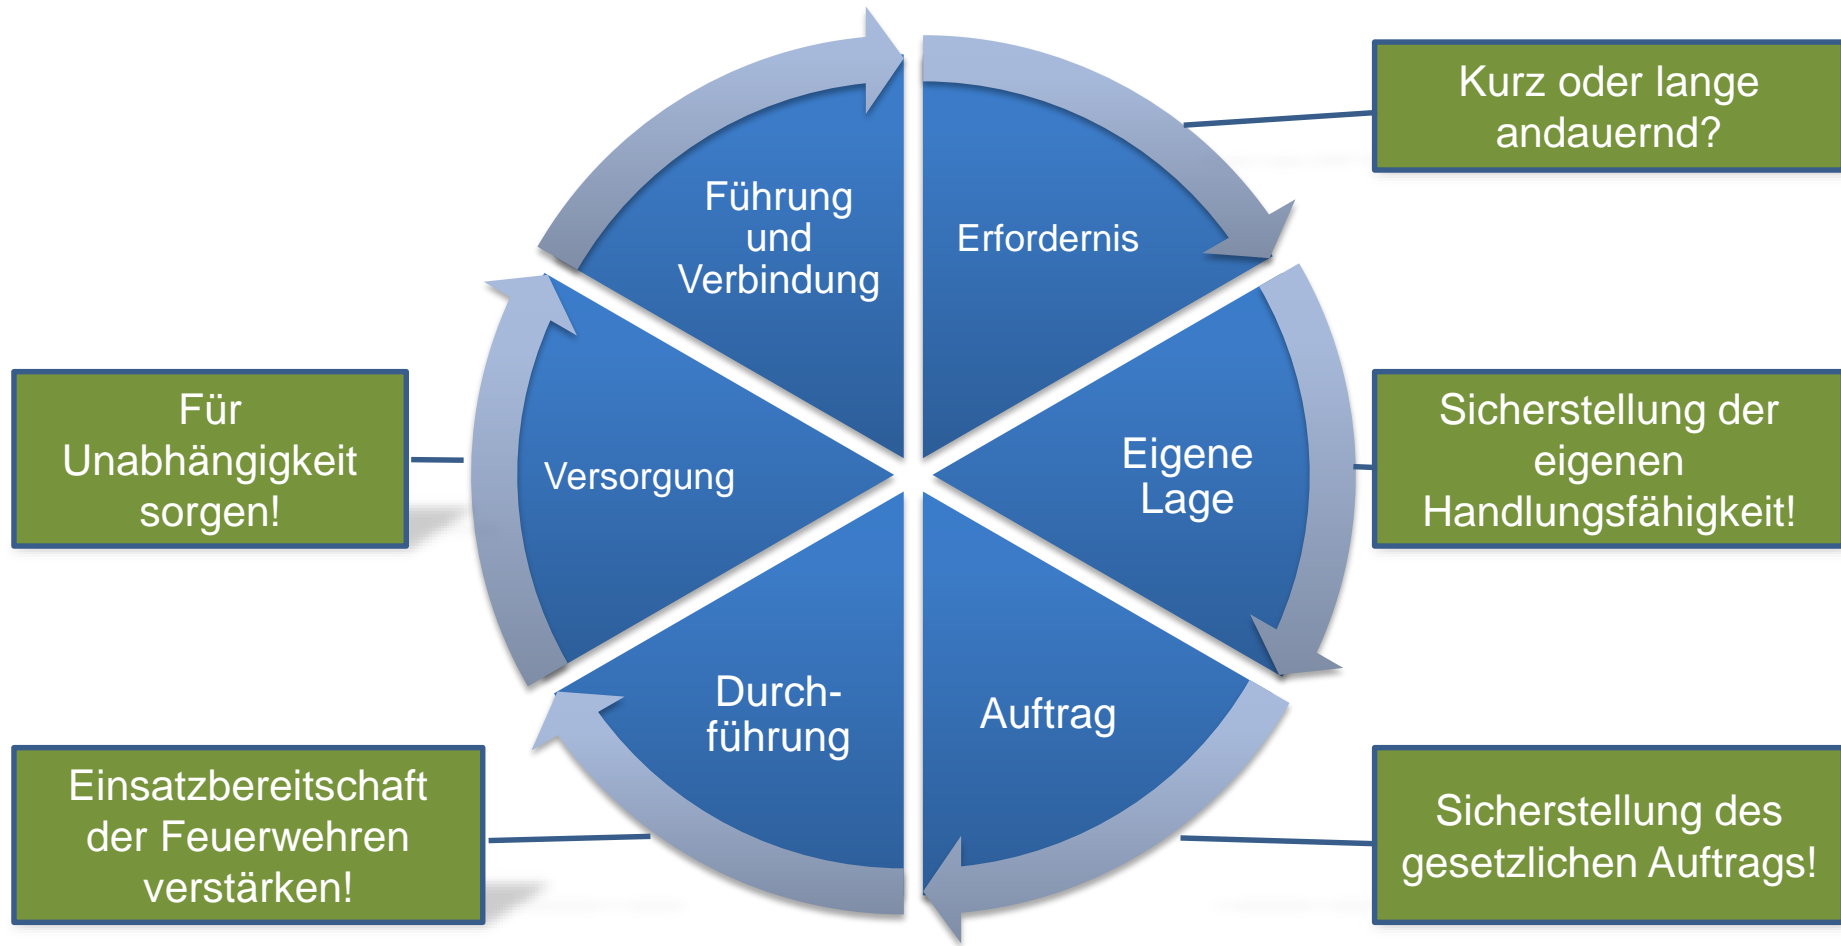 Kurz oder lange
andauernd?
Führung
und
Verbindung
Erfordernis
Für
Unabhängigkeit
sorgen!
Versorgung
Eigene
Lage
Sicherstellung der
eigenen
Handlungsfähigkeit!
Durch-
führung
Auftrag
Einsatzbereitschaft
der Feuerwehren
verstärken!
Sicherstellung des
gesetzlichen Auftrags!